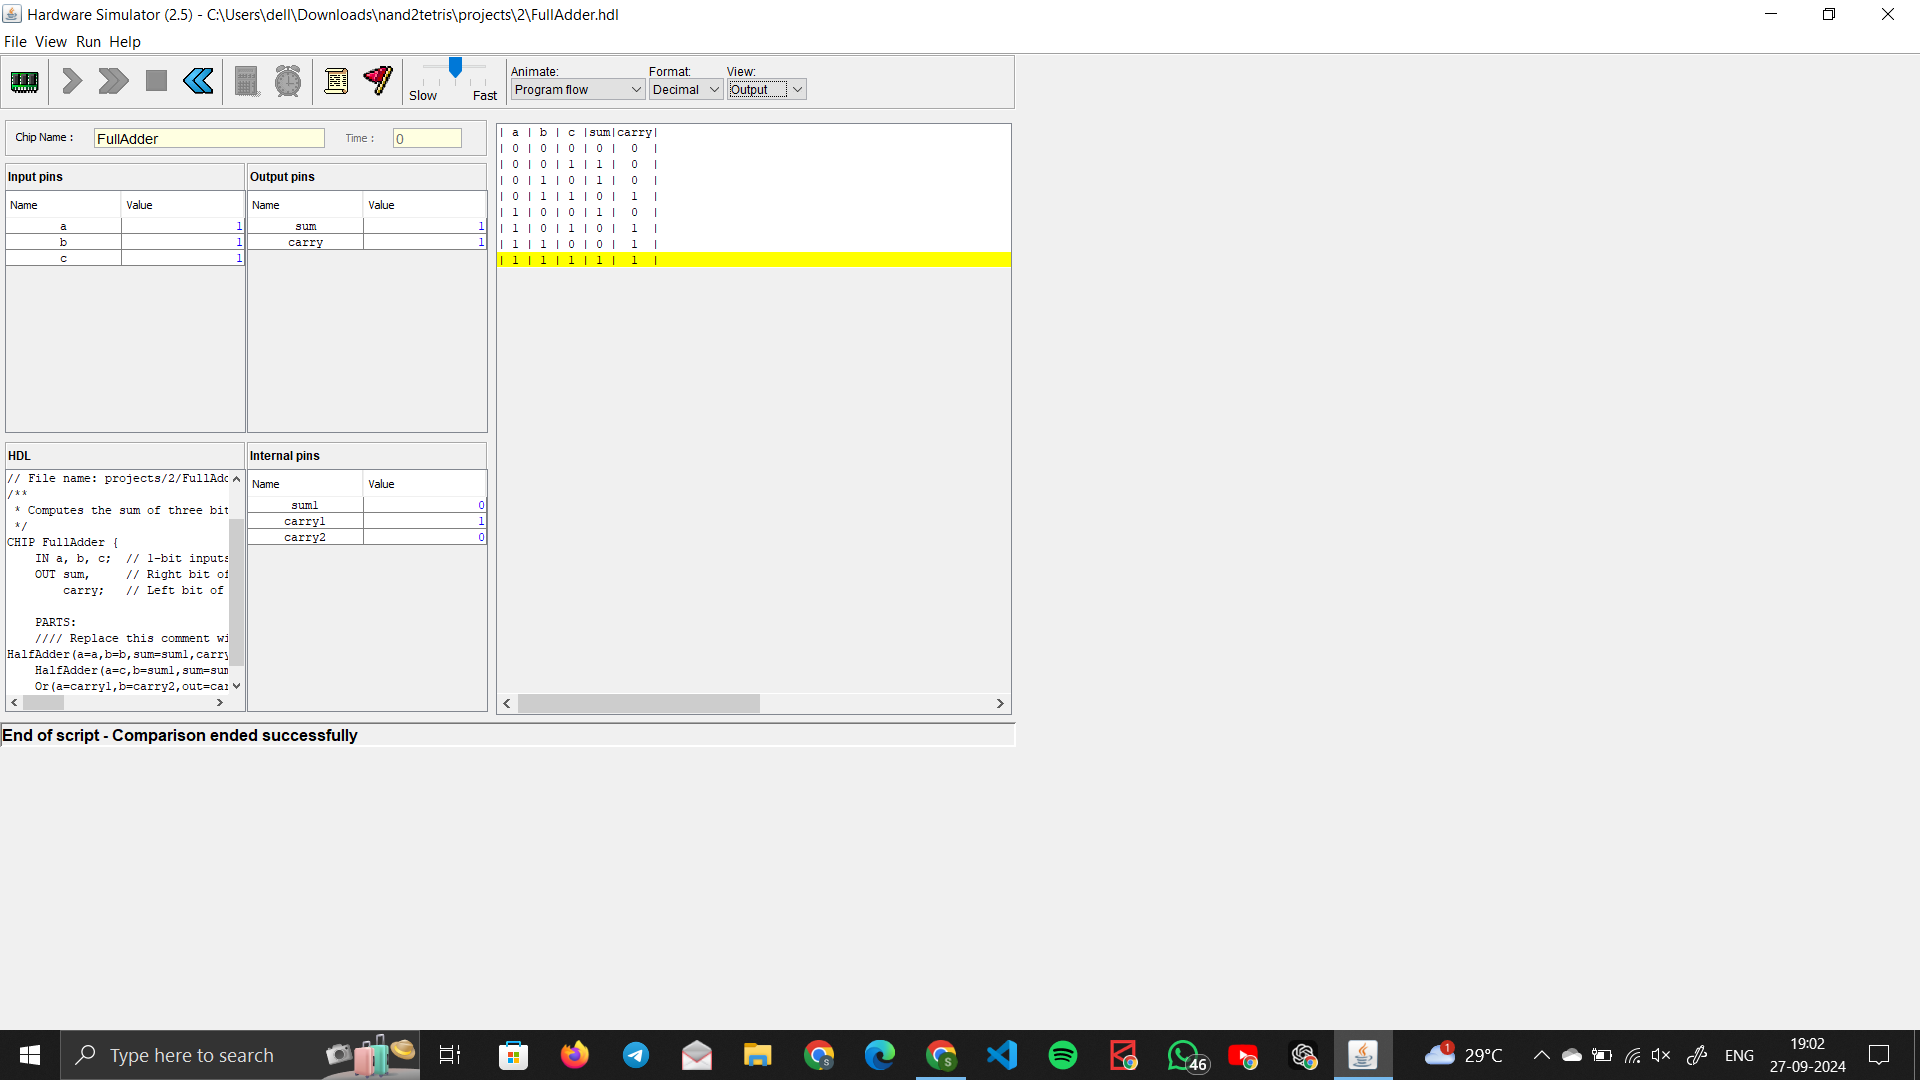 Hardware Simulator (2.5) - C:\Users\dell\Downloads\nand2tetris\projects\2\FullAdder.hdl
File View Run Help
Slow Fast
Animate: Format: View:
Program flow Decimal Output
Chip Name : FullAdder Time : 0
Input pins
Name Value
a 1
b 1
c 1
Output pins
Name Value
sum 1
carry 1
HDL
// File name: projects/2/FullAdd
/**
* Computes the sum of three bit
*/
CHIP FullAdder {
IN a, b, c; // 1-bit inputs
OUT sum, // Right bit of
carry; // Left bit of
PARTS:
//// Replace this comment wi
HalfAdder(a=a,b=b,sum=sum1,carry
HalfAdder(a=c,b=sum1,sum=sum
Or(a=carry1,b=carry2,out=car
Internal pins
Name Value
sum1 0
carry1 1
carry2 0
| a | b | c |sum|carry|
| 0 | 0 | 0 | 0 | 0 |
| 0 | 0 | 1 | 1 | 0 |
| 0 | 1 | 0 | 1 | 0 |
| 0 | 1 | 1 | 0 | 1 |
| 1 | 0 | 0 | 1 | 0 |
| 1 | 0 | 1 | 0 | 1 |
| 1 | 1 | 0 | 0 | 1 |
| 1 | 1 | 1 | 1 | 1 |
End of script - Comparison ended successfully
Type here to search
S
S
46
1
29°C
ENG
19:02
27-09-2024